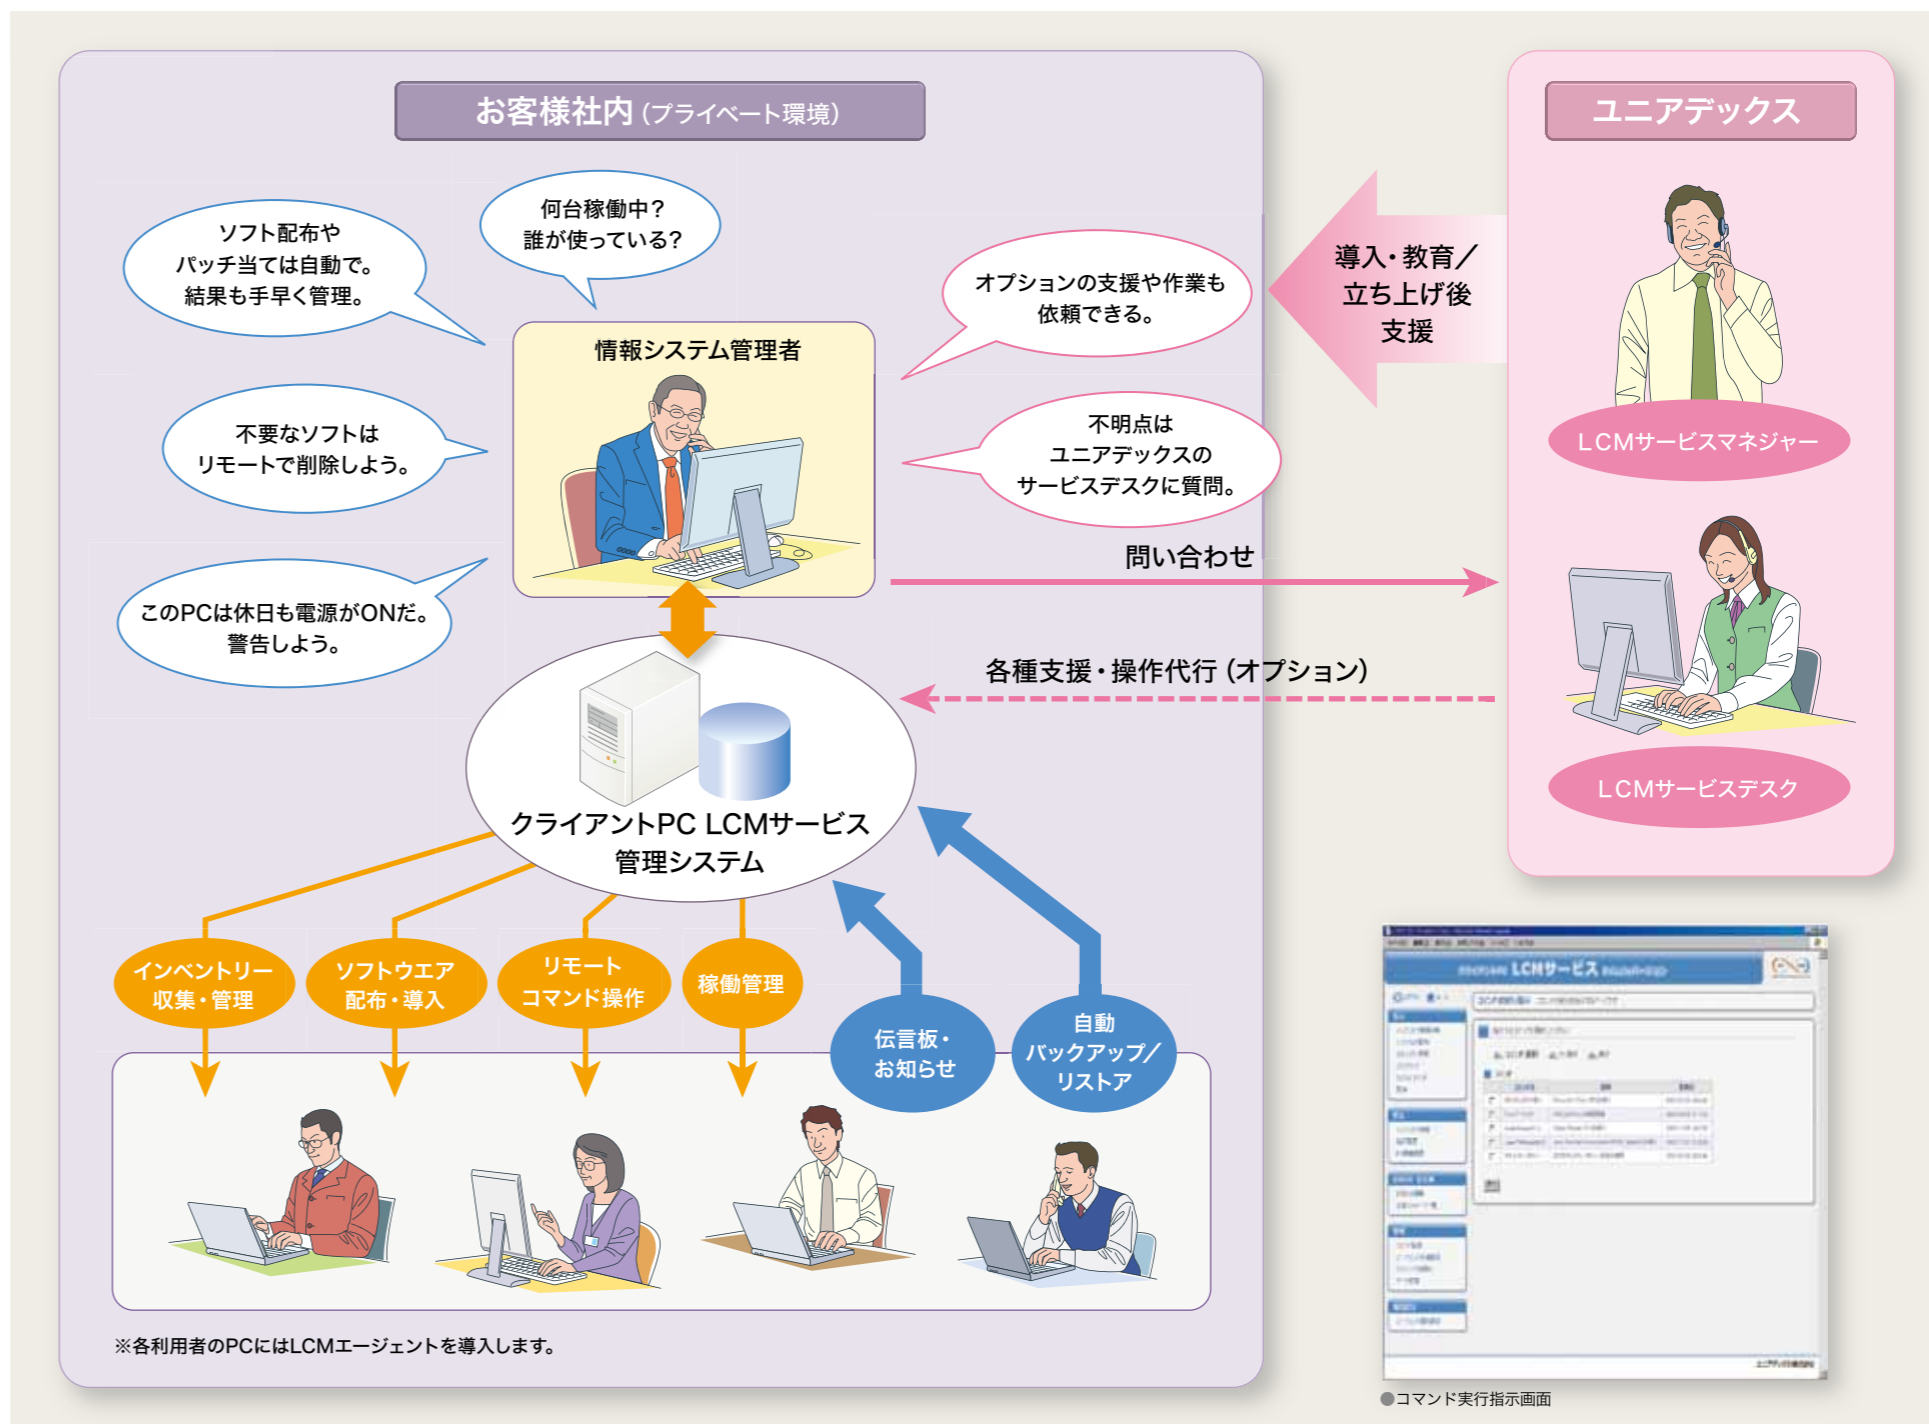 お客様社内（プライベート環境）
ユニアデックス
何台稼働中？
誰が使っている？
ソフト配布や
パッチ当ては自動で。
結果も手早く管理。
オプションの支援や作業も
依頼できる。
導入・教育／
立ち上げ後
支援
情報システム管理者
不要なソフトは
リモートで削除しよう。
不明点は
ユニアデックスの
サービスデスクに質問。
LCMサービスマネジャー
問い合わせ
このPCは休日も電源がONだ。
警告しよう。
各種支援・操作代行（オプション）
LCMサービスデスク
クライアントPC LCMサービス
管理システム
インベントリー
収集・管理
ソフトウエア
配布・導入
リモート
コマンド操作
稼働管理
伝言板・
お知らせ
自動
バックアップ／
リストア
LCMサービス
※各利用者のPCにはLCMエージェントを導入します。
●コマンド実行指示画面